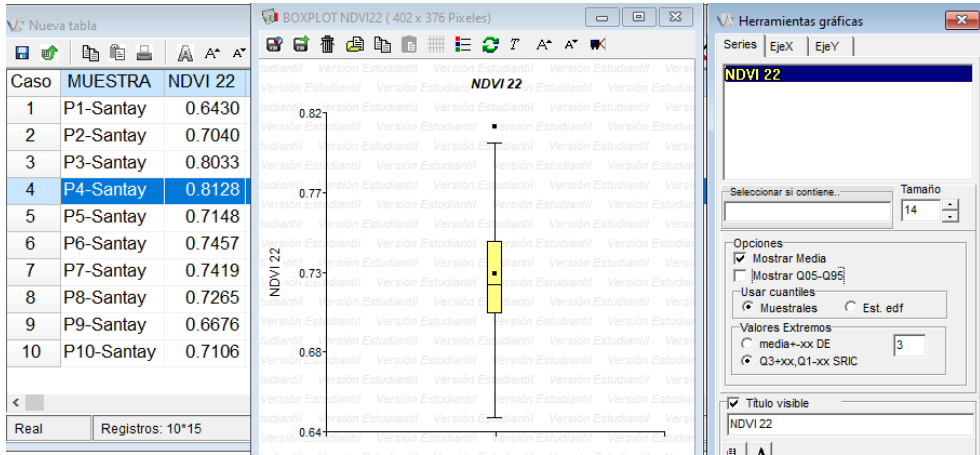 Nueva tabla
Caso MUESTRA NDVI 22
1 P1-Santay 0.6430
2 P2-Santay 0.7040
3 P3-Santay 0.8033
4 P4-Santay 0.8128
5 P5-Santay 0.7148
6 P6-Santay 0.7457
7 P7-Santay 0.7419
8 P8-Santay 0.7265
9 P9-Santay 0.6676
10 P10-Santay 0.7106
Real Registros: 10*15
BOXPLOT NDVI22 ( 402 x 376 Pixeles)
Versión Estudiantil
NDVI 22
0.82
0.77
0.73
0.68
0.64
NDVI 22
Herramientas gráficas
Series EjeX EjeY
NDVI 22
Seleccionar si contiene.. Tamaño
14
Opciones
Mostrar Media
Mostrar Q05-Q95
Usar cuantiles
Muestrales Est. edf
Valores Extremos
media+-xx DE 3
Q3+xx,Q1-xx SRIC
Título visible
NDVI 22